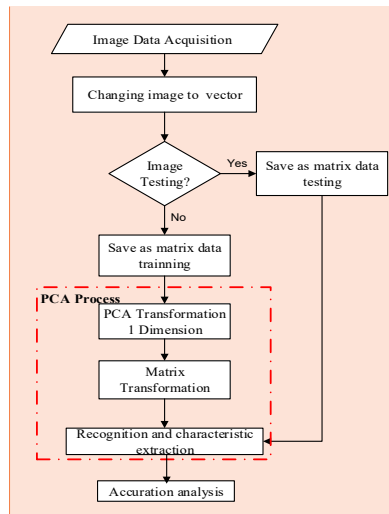 Image Data Acquisition
Changing image to vector
Image
Testing?
Yes
Save as matrix data
testing
No
Save as matrix data
trainning
PCA Process
PCA Transformation
1 Dimension
Matrix
Transformation
Recognition and characteristic
extraction
Accuration analysis